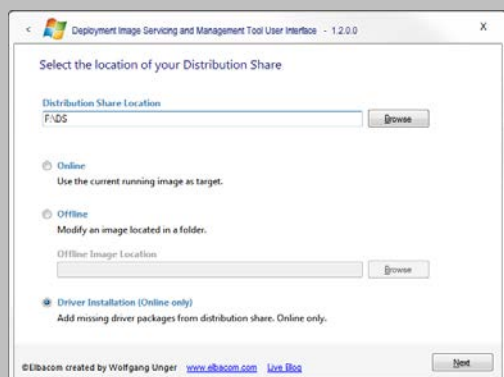 Deployment Image Servicing and Management Tool User Interface - 1.2.0.0
X
Select the location of your Distribution Share
Distribution Share Location
F:\DS
Browse
Online
Use the current running image as target.
Offline
Modify an image located in a folder.
Offline Image Location
Browse
Driver Installation (Online only)
Add missing driver packages from distribution share. Online only.
©Elbacom created by Wolfgang Unger www.elbacom.com Live Blog
Next